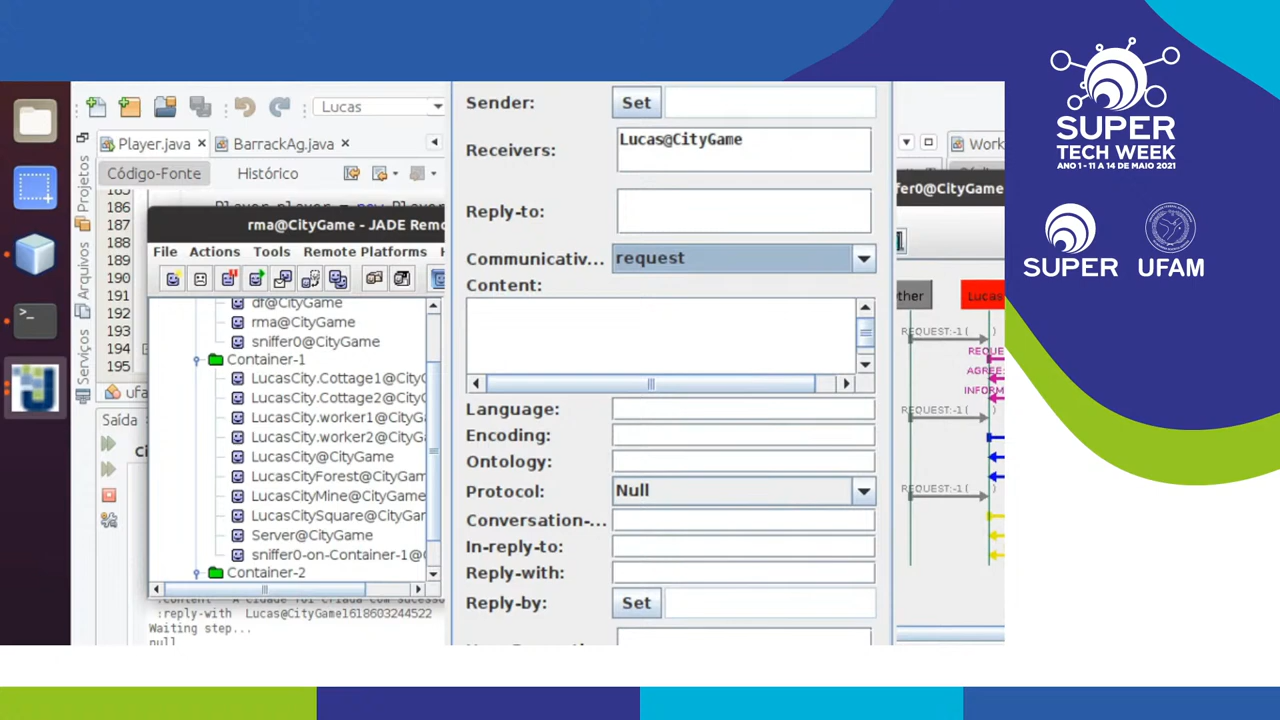 Lucas
Player.java
BarrackAg.java
Código-Fonte
Histórico
Projetos
Arquivos
Serviços
186
187
188
189
190
191
192
193
194
195
rma@CityGame - JADE Remo
File Actions Tools Remote Platforms
df@CityGame
rma@CityGame
sniffer0@CityGame
Container-1
LucasCity.Cottage1@CityG
LucasCity.Cottage2@CityG
LucasCity.worker1@CityG
LucasCity.worker2@CityG
LucasCity@CityGame
LucasCityForest@CityGam
LucasCityMine@CityGame
LucasCitySquare@CityGar
Server@CityGame
sniffer0-on-Container-1@
Container-2
Saída
:reply-with Lucas@CityGame1618603244522
Waiting step...
null
Sender:
Set
Receivers:
Lucas@CityGame
Reply-to:
Communicativ...
request
Content:
Language:
Encoding:
Ontology:
Protocol:
Null
Conversation-...
In-reply-to:
Reply-with:
Reply-by:
Set
Work
ffer0@CityGame
ther
Lucas
REQUEST:-1 ( )
REQUE
AGREE:
INFORM
REQUEST:-1 ( )
REQUEST:-1 ( )
SUPER
TECH WEEK
ANO 1 - 11 A 14 DE MAIO 2021
SUPER
UFAM